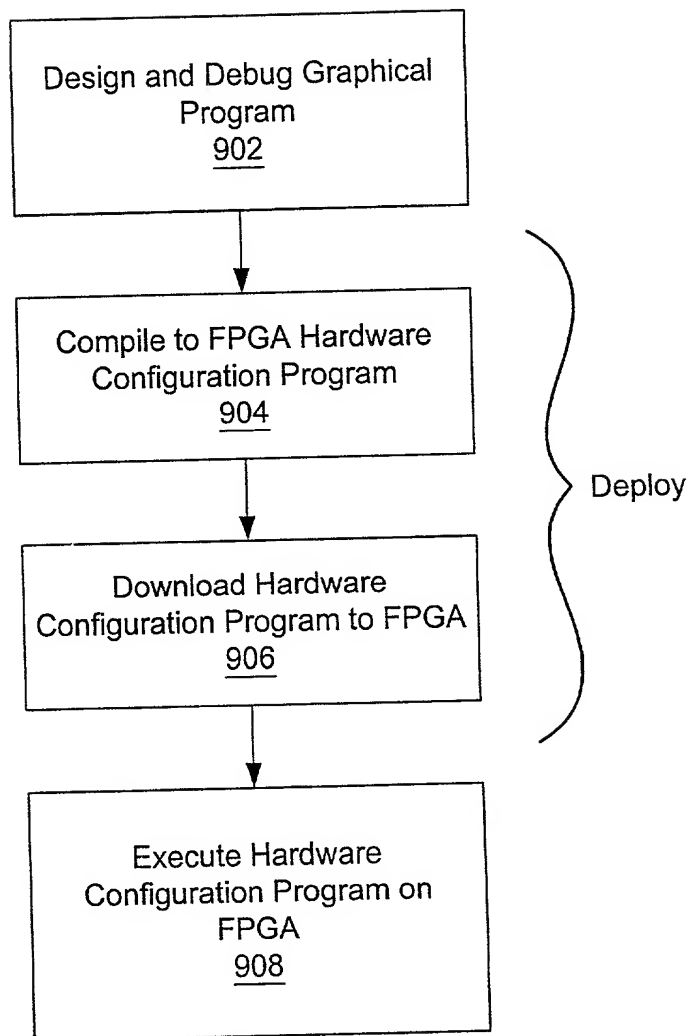 Design and Debug Graphical
Program
902
Compile to FPGA Hardware
Configuration Program
904
Deploy
Download Hardware
Configuration Program to FPGA
906
Execute Hardware
Configuration Program on
FPGA
908